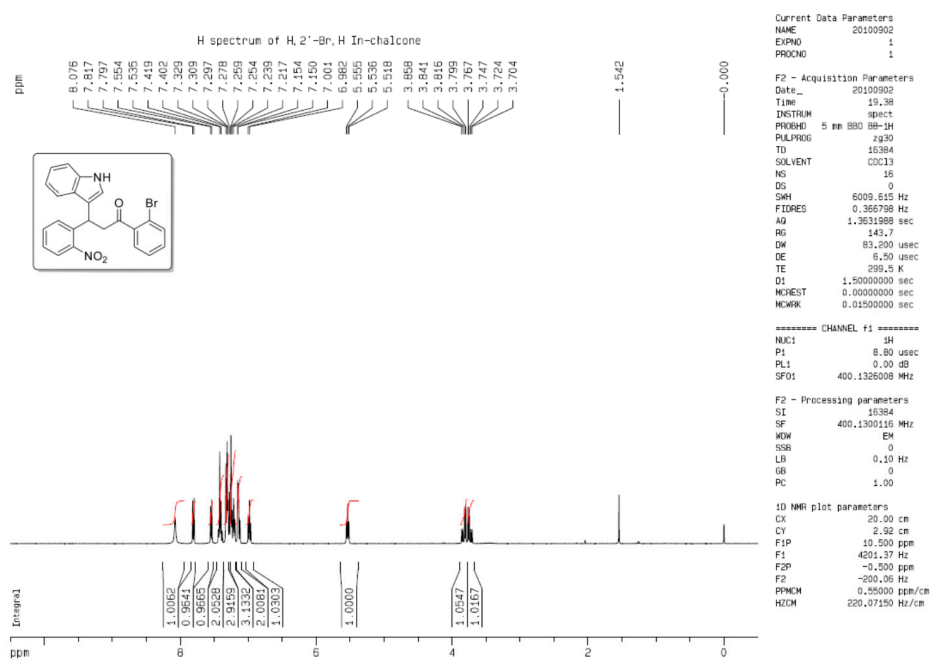 H spectrum of H, 2'-Br, H In-chalcone
ppm
8.076
7.817
7.797
7.554
7.535
7.419
7.402
7.329
7.309
7.297
7.278
7.259
7.254
7.239
7.217
7.154
7.150
7.001
6.982
5.555
5.536
5.518
3.858
3.841
3.816
3.799
3.767
3.747
3.724
3.704
1.542
-0.000
NH
O
Br
NO2
Integral
1.0062
0.9641
0.9665
2.0528
2.9159
3.1332
2.0081
1.0303
1.0000
1.0547
1.0167
ppm
8
6
4
2
0
Current Data Parameters
NAME 20100902
EXPNO 1
PROCNO 1
F2 - Acquisition Parameters
Date_ 20100902
Time 19.38
INSTRUM spect
PROBHD 5 mm BBO BB-1H
PULPROG zg30
TD 16384
SOLVENT CDCl3
NS 16
DS 0
SWH 6009.615 Hz
FIDRES 0.366798 Hz
AQ 1.3631988 sec
RG 143.7
DW 83.200 usec
DE 6.50 usec
TE 299.5 K
D1 1.50000000 sec
MCREST 0.00000000 sec
MCWRK 0.01500000 sec
======== CHANNEL f1 ========
NUC1 1H
P1 8.80 usec
PL1 0.00 dB
SFO1 400.1326008 MHz
F2 - Processing parameters
SI 16384
SF 400.1300116 MHz
WDW EM
SSB 0
LB 0.10 Hz
GB 0
PC 1.00
1D NMR plot parameters
CX 20.00 cm
CY 2.92 cm
F1P 10.500 ppm
F1 4201.37 Hz
F2P -0.500 ppm
F2 -200.06 Hz
PPMCM 0.55000 ppm/cm
HZCM 220.07150 Hz/cm